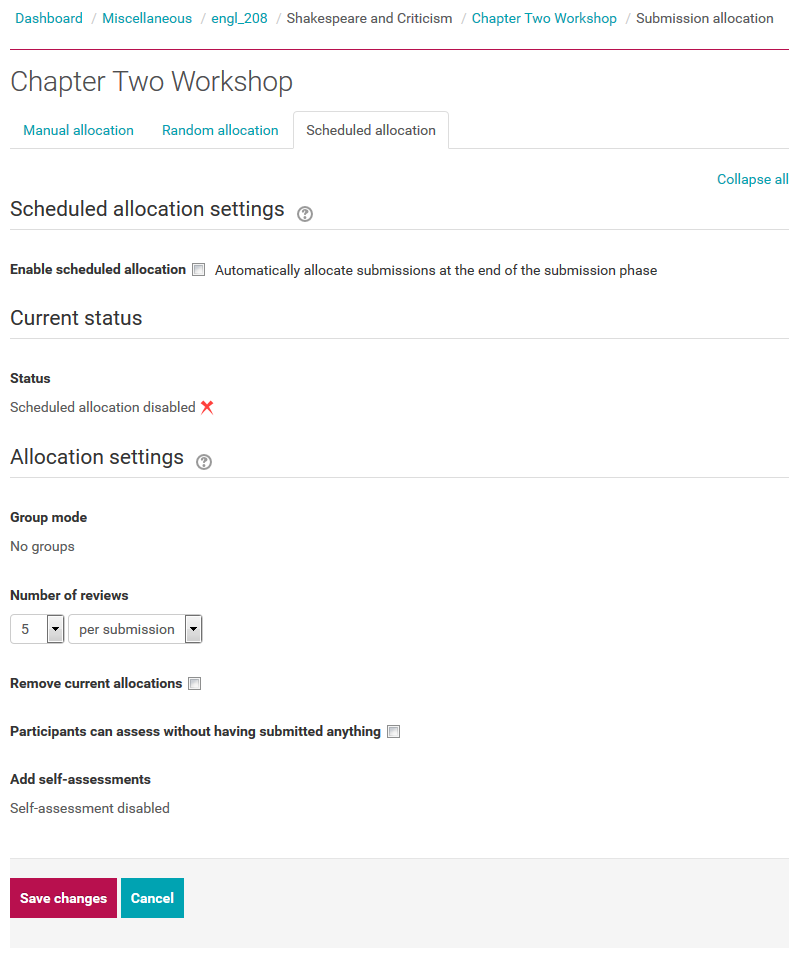 Dashboard / Miscellaneous / engl_208 / Shakespeare and Criticism / Chapter Two Workshop / Submission allocation
Chapter Two Workshop
Manual allocation Random allocation Scheduled allocation
Collapse all
Scheduled allocation settings ?
Enable scheduled allocation Automatically allocate submissions at the end of the submission phase
Current status
Status
Scheduled allocation disabled
Allocation settings ?
Group mode
No groups
Number of reviews
5 per submission
Remove current allocations
Participants can assess without having submitted anything
Add self-assessments
Self-assessment disabled
Save changes Cancel